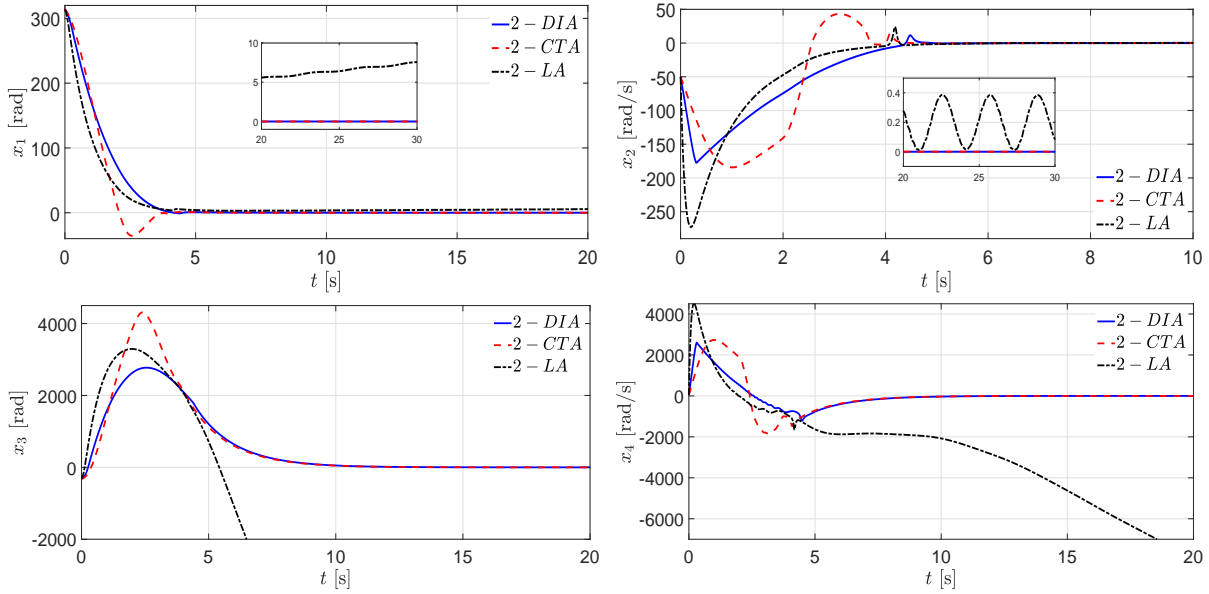 300
200
100
0
0
5
10
15
20
x1 [rad]
t [s]
2 − DIA
2 − CTA
2 − LA
10
5
0
20
25
30
50
0
-50
-100
-150
-200
-250
0
2
4
6
8
10
x2 [rad/s]
t [s]
0.4
0.2
0
20
25
30
2 − DIA
2 − CTA
2 − LA
4000
2000
0
-2000
0
5
10
15
20
x3 [rad]
t [s]
2 − DIA
2 − CTA
2 − LA
4000
2000
0
-2000
-4000
-6000
0
5
10
15
20
x4 [rad/s]
t [s]
2 − DIA
2 − CTA
2 − LA